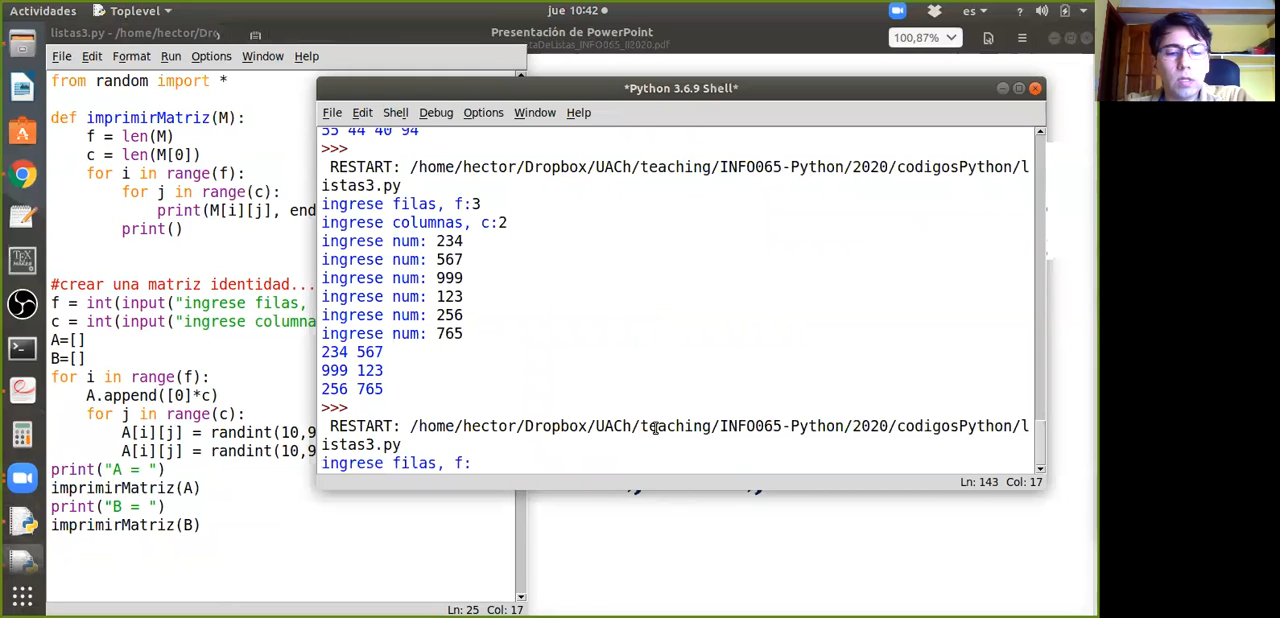 Actividades
Toplevel
jue 10:42
es
?
listas3.py - /home/hector/Dro
Presentación de PowerPoint
taDeListas_INFO065_II2020.pdf
100,87%
File Edit Format Run Options Window Help
from random import *
def imprimirMatriz(M):
f = len(M)
c = len(M[0])
for i in range(f):
for j in range(c):
print(M[i][j], end
print()
#crear una matriz identidad...
f = int(input("ingrese filas,
c = int(input("ingrese columna
A=[]
B=[]
for i in range(f):
A.append([0]*c)
for j in range(c):
A[i][j] = randint(10,9
A[i][j] = randint(10,9
print("A = ")
imprimirMatriz(A)
print("B = ")
imprimirMatriz(B)
Ln: 25 Col: 17
*Python 3.6.9 Shell*
File Edit Shell Debug Options Window Help
55 44 40 94
>>>
RESTART: /home/hector/Dropbox/UACh/teaching/INFO065-Python/2020/codigosPython/l
istas3.py
ingrese filas, f:3
ingrese columnas, c:2
ingrese num: 234
ingrese num: 567
ingrese num: 999
ingrese num: 123
ingrese num: 256
ingrese num: 765
234 567
999 123
256 765
>>>
RESTART: /home/hector/Dropbox/UACh/teaching/INFO065-Python/2020/codigosPython/l
istas3.py
ingrese filas, f:
Ln: 143 Col: 17